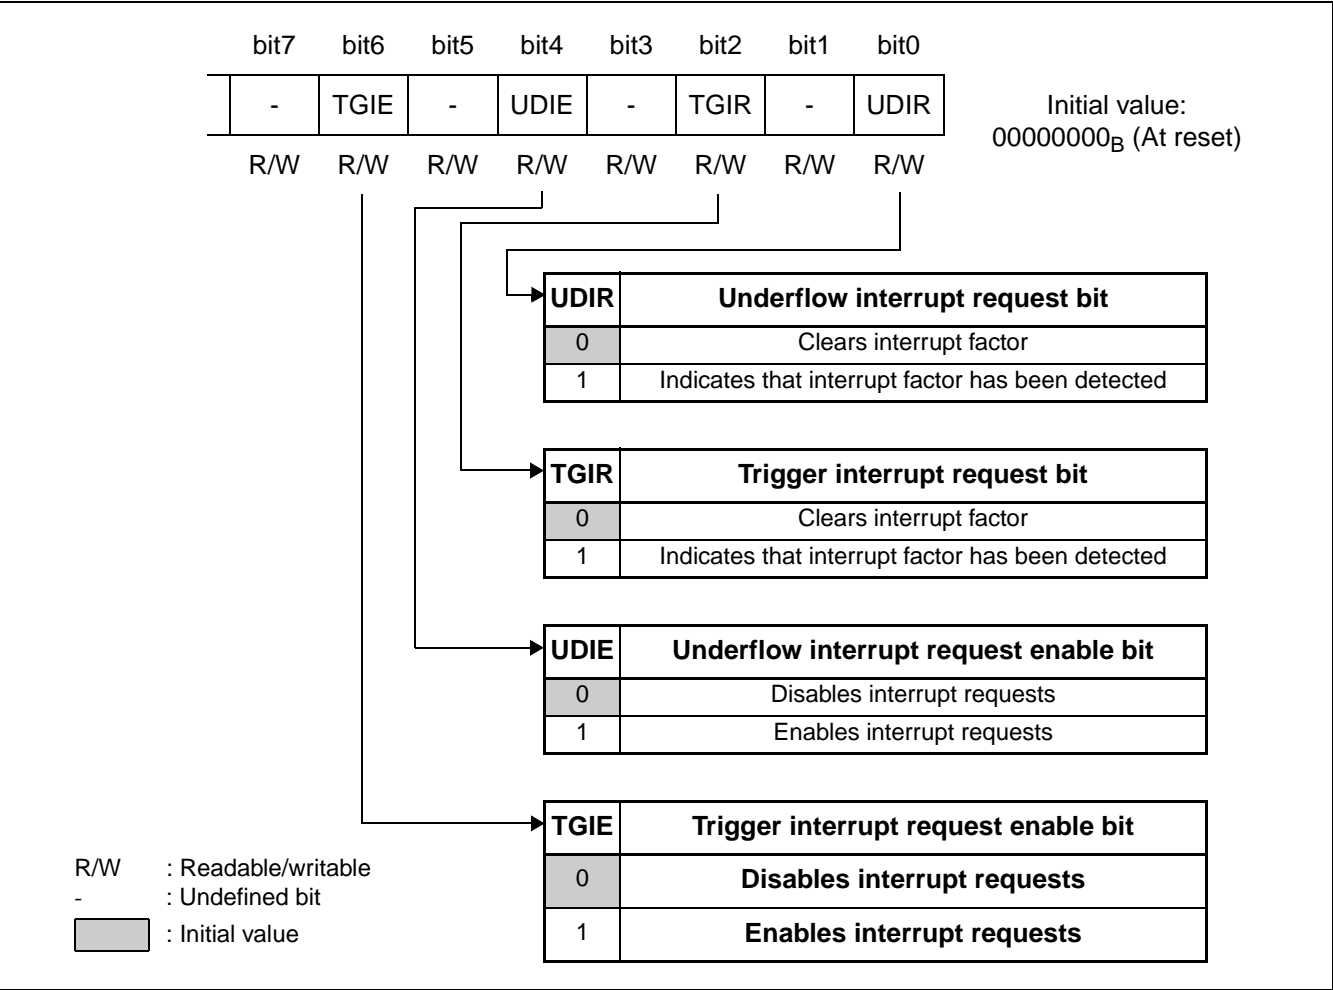 bit7 bit6 bit5 bit4 bit3 bit2 bit1 bit0
- TGIE - UDIE - TGIR - UDIR
Initial value:
00000000B (At reset)
R/W R/W R/W R/W R/W R/W R/W R/W
UDIR Underflow interrupt request bit
0 Clears interrupt factor
1 Indicates that interrupt factor has been detected
TGIR Trigger interrupt request bit
0 Clears interrupt factor
1 Indicates that interrupt factor has been detected
UDIE Underflow interrupt request enable bit
0 Disables interrupt requests
1 Enables interrupt requests
TGIE Trigger interrupt request enable bit
0 Disables interrupt requests
1 Enables interrupt requests
R/W : Readable/writable
- : Undefined bit
: Initial value